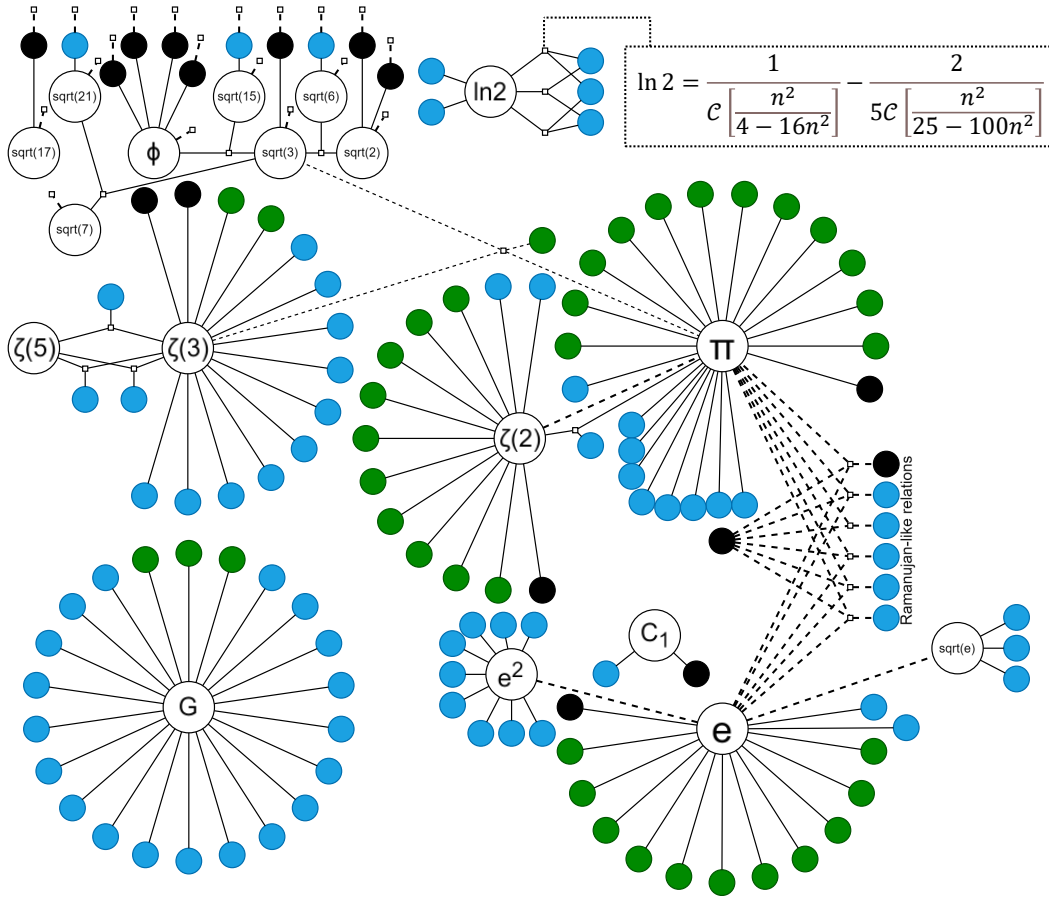 sqrt(21)
sqrt(15)
sqrt(6)
ln2
ln 2 = 1 / C [ n² / 4 − 16n² ] − 2 / 5C [ n² / 25 − 100n² ]
sqrt(17)
ϕ
sqrt(3)
sqrt(2)
sqrt(7)
ζ(5)
ζ(3)
π
ζ(2)
Ramanujan-like relations
C₁
sqrt(e)
e²
G
e